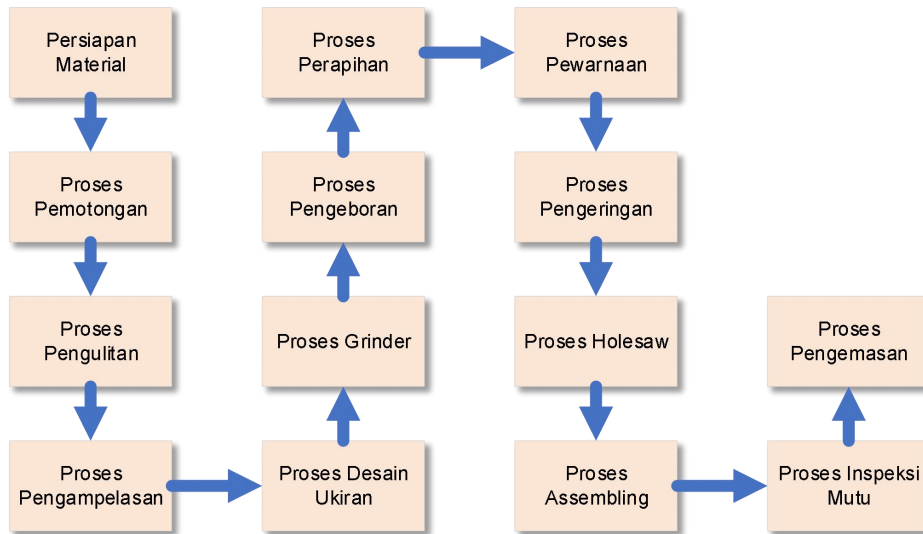 Persiapan
Material
Proses
Pemotongan
Proses
Pengulitan
Proses
Pengampelasan
Proses Desain
Ukiran
Proses Grinder
Proses
Pengeboran
Proses
Perapihan
Proses
Pewarnaan
Proses
Pengeringan
Proses Holesaw
Proses
Assembling
Proses Inspeksi
Mutu
Proses
Pengemasan